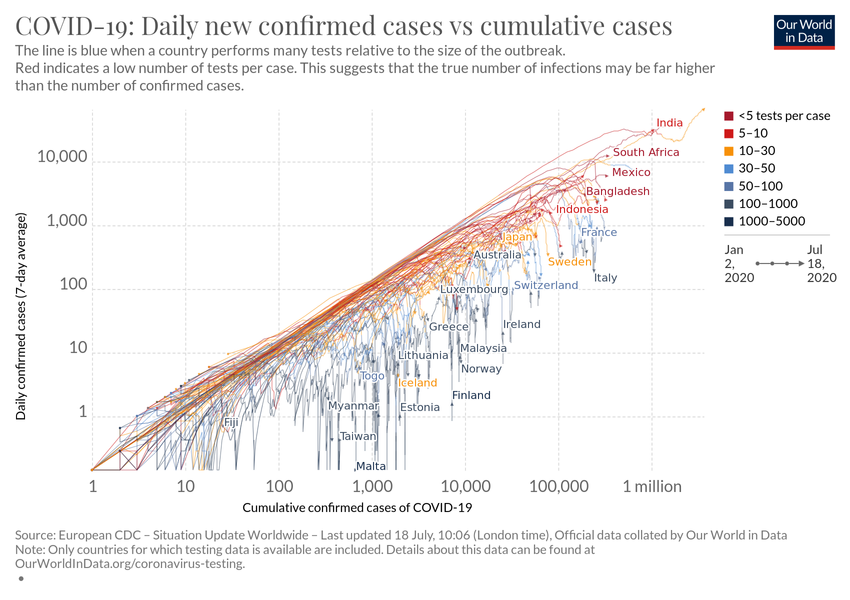 COVID-19: Daily new confirmed cases vs cumulative cases
Our World
in Data
The line is blue when a country performs many tests relative to the size of the outbreak.
Red indicates a low number of tests per case. This suggests that the true number of infections may be far higher
than the number of confirmed cases.
<5 tests per case
5–10
10–30
30–50
50–100
100–1000
1000–5000
Jan
2,
2020
Jul
18,
2020
Daily confirmed cases (7-day average)
10,000
1,000
100
10
1
India
South Africa
Mexico
Bangladesh
Indonesia
France
Japan
Sweden
Australia
Italy
Switzerland
Luxembourg
Ireland
Greece
Malaysia
Lithuania
Norway
Togo
Iceland
Finland
Myanmar
Estonia
Fiji
Taiwan
Malta
1
10
100
1,000
10,000
100,000
1 million
Cumulative confirmed cases of COVID-19
Source: European CDC – Situation Update Worldwide – Last updated 18 July, 10:06 (London time), Official data collated by Our World in Data
Note: Only countries for which testing data is available are included. Details about this data can be found at
OurWorldInData.org/coronavirus-testing.